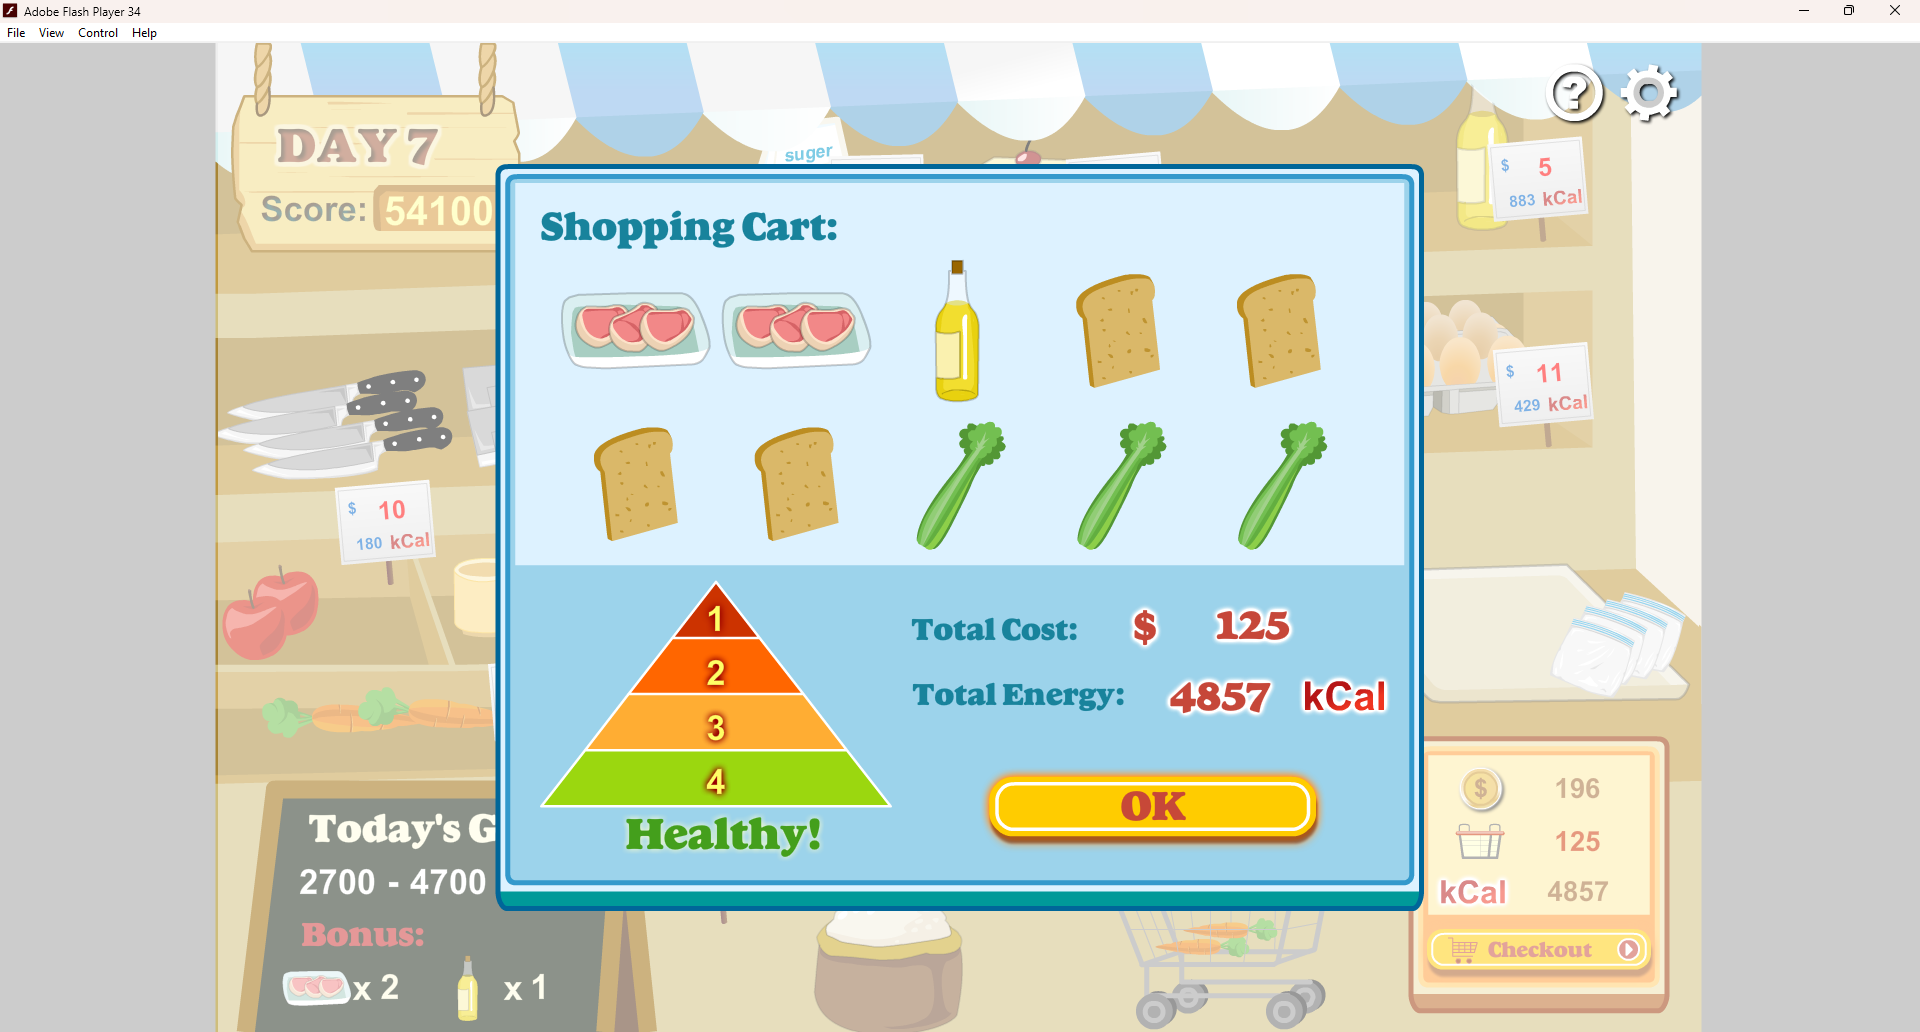 Adobe Flash Player 34
File View Control Help
DAY 7
Score: 54100
suger
$ 5
883 kCal
Shopping Cart:
$ 11
429 kCal
$ 10
180 kCal
1
2
3
4
Healthy!
Total Cost: $ 125
Total Energy: 4857 kCal
OK
Today's G
2700 - 4700
Bonus:
x 2
x 1
$ 196
125
kCal 4857
Checkout